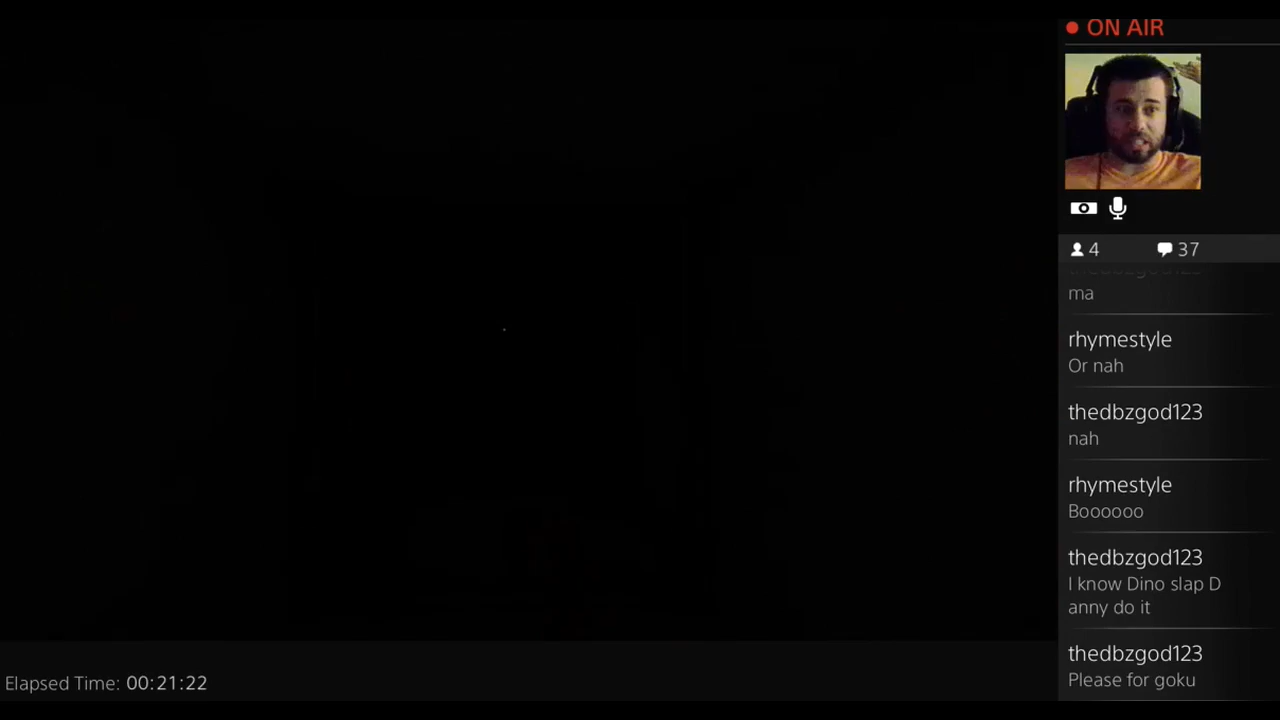 ON AIR
4 37
ma
rhymestyle
Or nah
thedbzgod123
nah
rhymestyle
Boooooo
thedbzgod123
I know Dino slap D
anny do it
thedbzgod123
Please for goku
Elapsed Time: 00:21:22